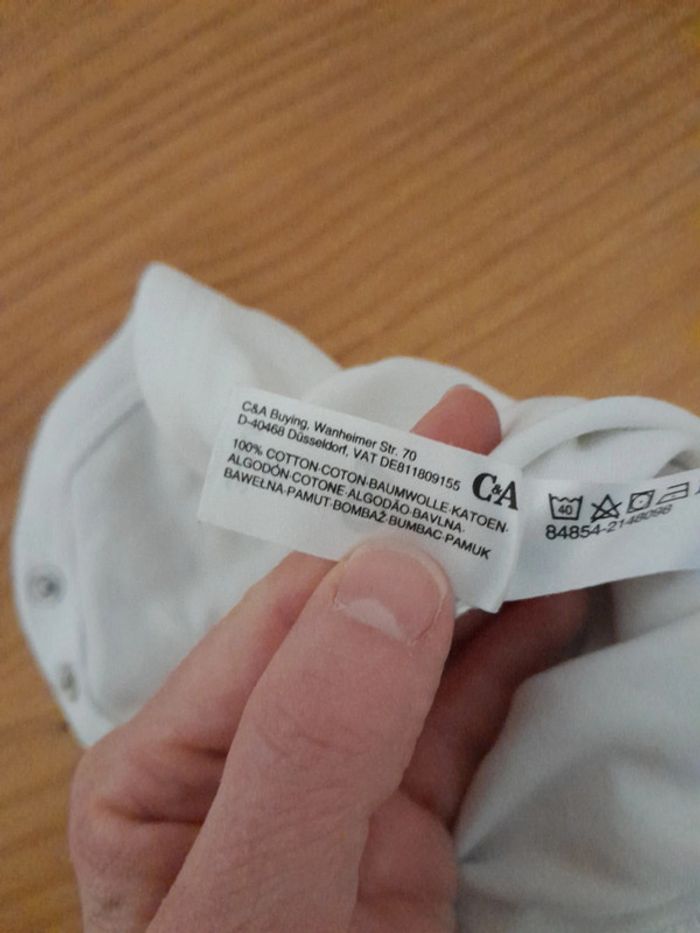 C&A Buying, Wanheimer Str. 70
D-40468 Düsseldorf, VAT DE811809155
C&A
100% COTTON·COTON·BAUMWOLLE·KATOEN·
ALGODÓN·COTONE·ALGODÃO·BAVLNA·
BAWEŁNA·PAMUT·BOMBAŽ·BUMBAC·PAMUK
40
84854-2148098